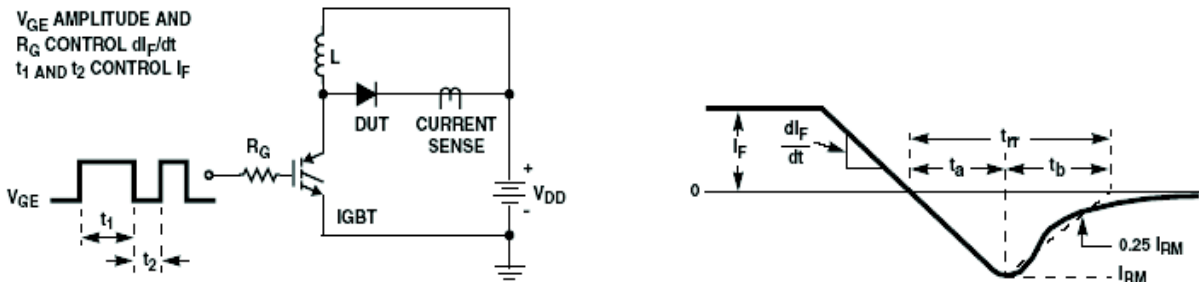 V_GE AMPLITUDE AND
R_G CONTROL dI_F/dt
t_1 AND t_2 CONTROL I_F
L
DUT
CURRENT
SENSE
R_G
V_GE
IGBT
+
V_DD
-
t_1
t_2
I_F
dI_F
dt
t_rr
t_a
t_b
0
0.25 I_RM
I_RM